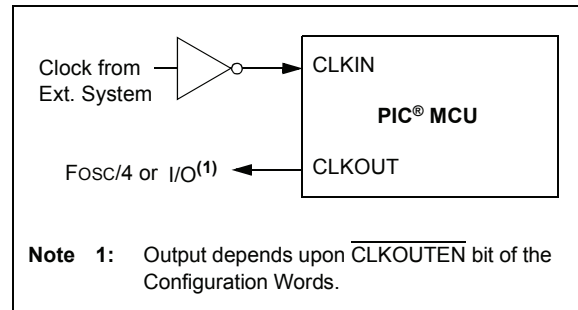 Clock from
Ext. System
CLKIN
PIC® MCU
FOSC/4 or I/O(1)
CLKOUT
Note 1: Output depends upon CLKOUTEN bit of the
Configuration Words.